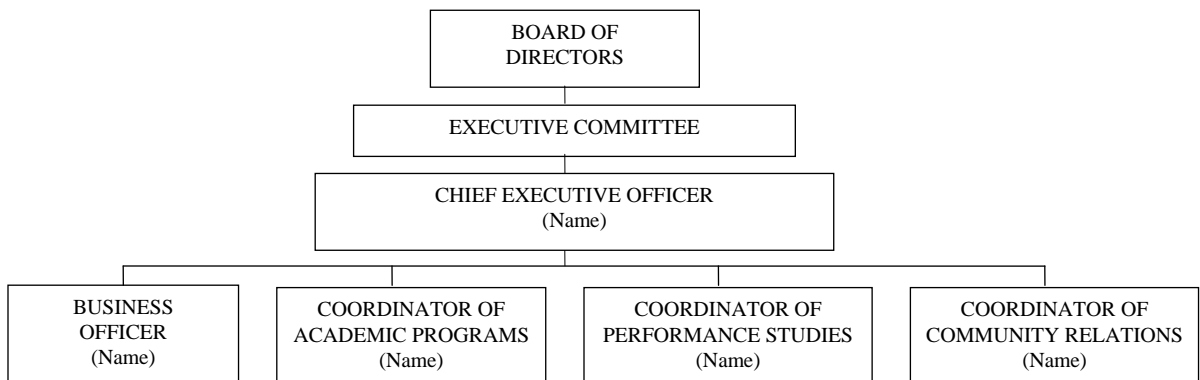 BOARD OF
DIRECTORS
EXECUTIVE COMMITTEE
CHIEF EXECUTIVE OFFICER
(Name)
BUSINESS
OFFICER
(Name)
COORDINATOR OF
ACADEMIC PROGRAMS
(Name)
COORDINATOR OF
PERFORMANCE STUDIES
(Name)
COORDINATOR OF
COMMUNITY RELATIONS
(Name)